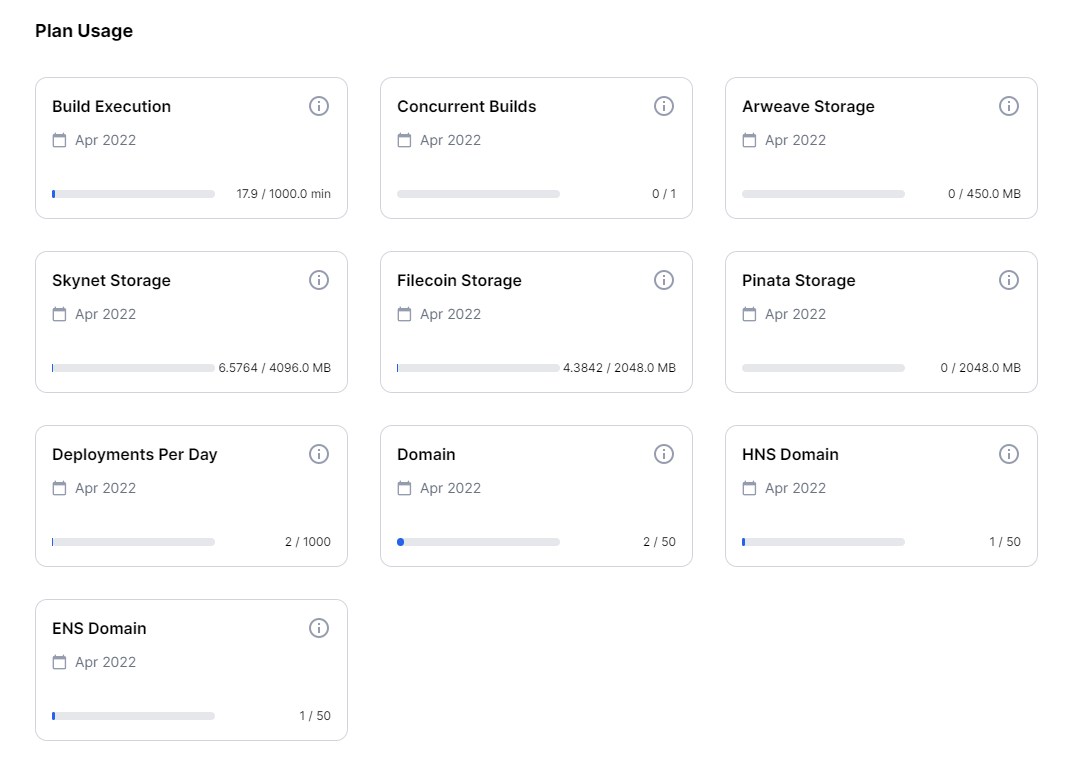 Plan Usage
Build Execution
Apr 2022
17.9 / 1000.0 min
Concurrent Builds
Apr 2022
0 / 1
Arweave Storage
Apr 2022
0 / 450.0 MB
Skynet Storage
Apr 2022
6.5764 / 4096.0 MB
Filecoin Storage
Apr 2022
4.3842 / 2048.0 MB
Pinata Storage
Apr 2022
0 / 2048.0 MB
Deployments Per Day
Apr 2022
2 / 1000
Domain
Apr 2022
2 / 50
HNS Domain
Apr 2022
1 / 50
ENS Domain
Apr 2022
1 / 50